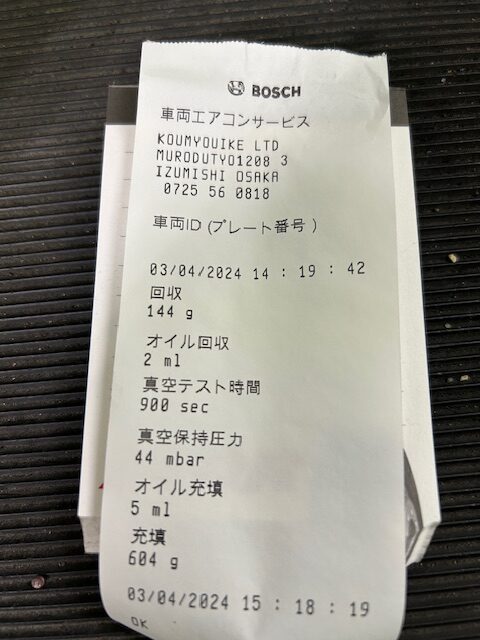 BOSCH
車両エアコンサービス
KOUMYOUIKE LTD
MURODUTYO1208 3
IZUMISHI OSAKA
0725 56 0818
車両ID (プレート番号 )
03/04/2024 14 : 19 : 42
回収
144 g
オイル回収
2 ml
真空テスト時間
900 sec
真空保持圧力
44 mbar
オイル充填
5 ml
充填
604 g
03/04/2024 15 : 18 : 19
OK